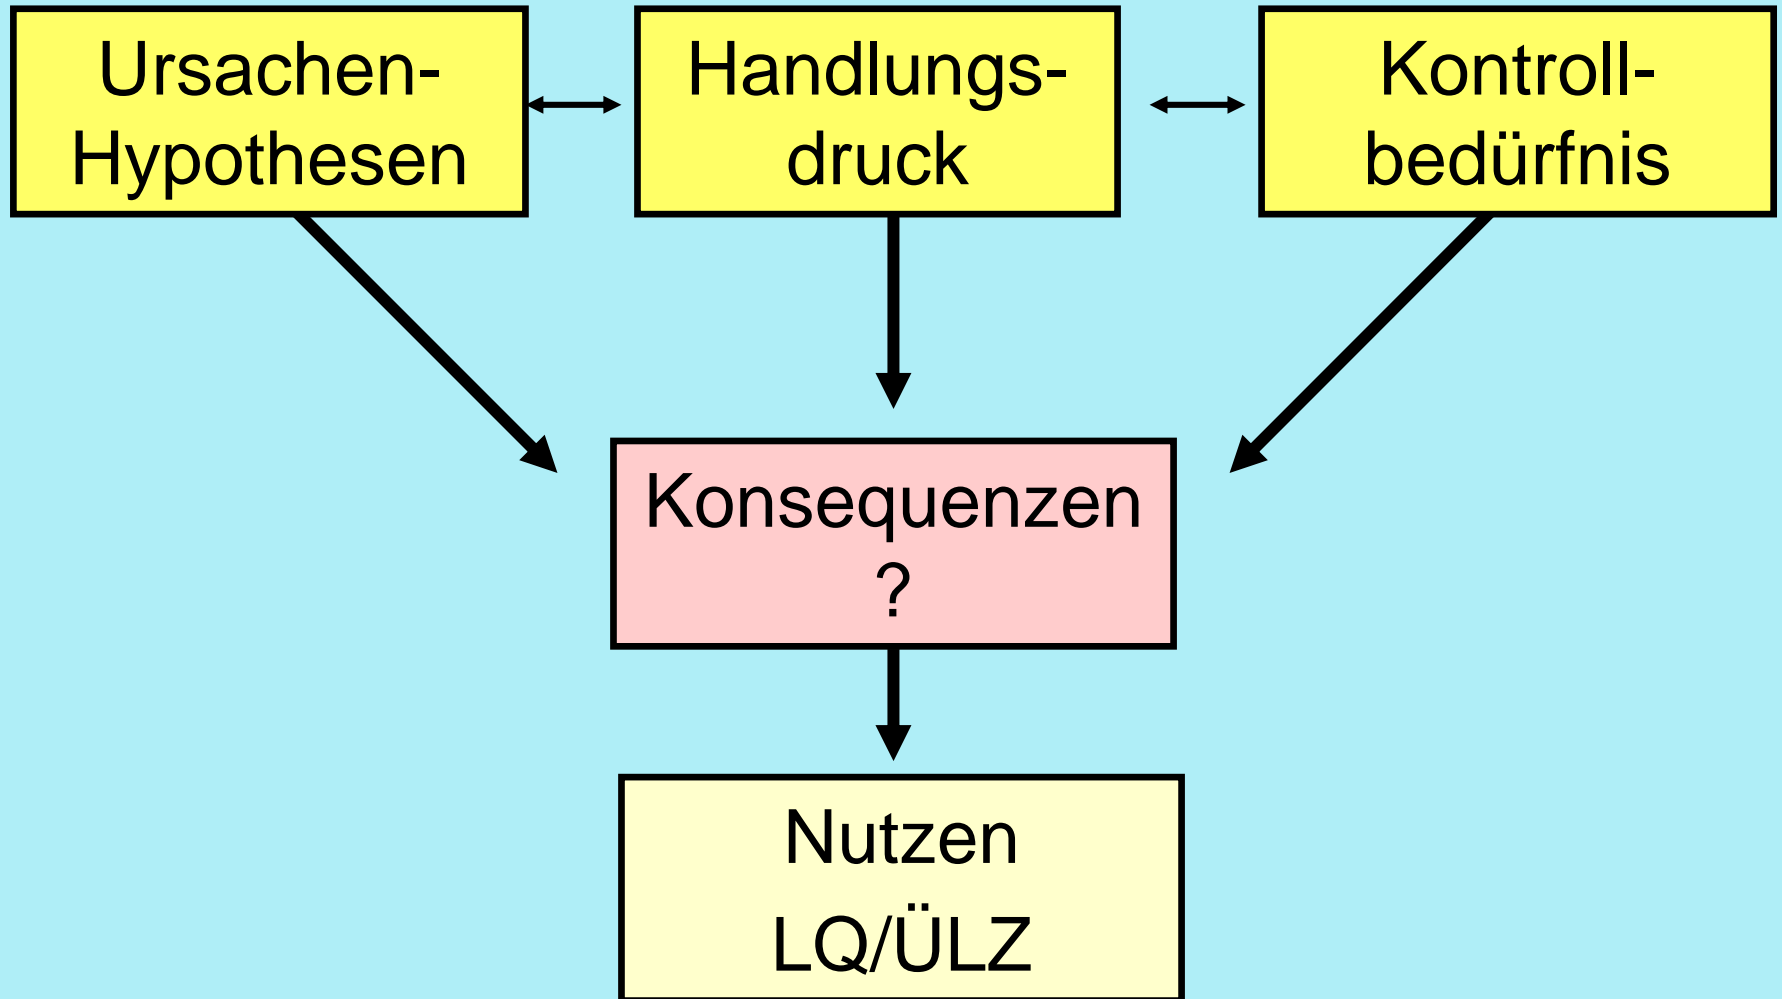 Ursachen-
Hypothesen
Handlungs-
druck
Kontroll-
bedürfnis
Konsequenzen
?
Nutzen
LQ/ÜLZ